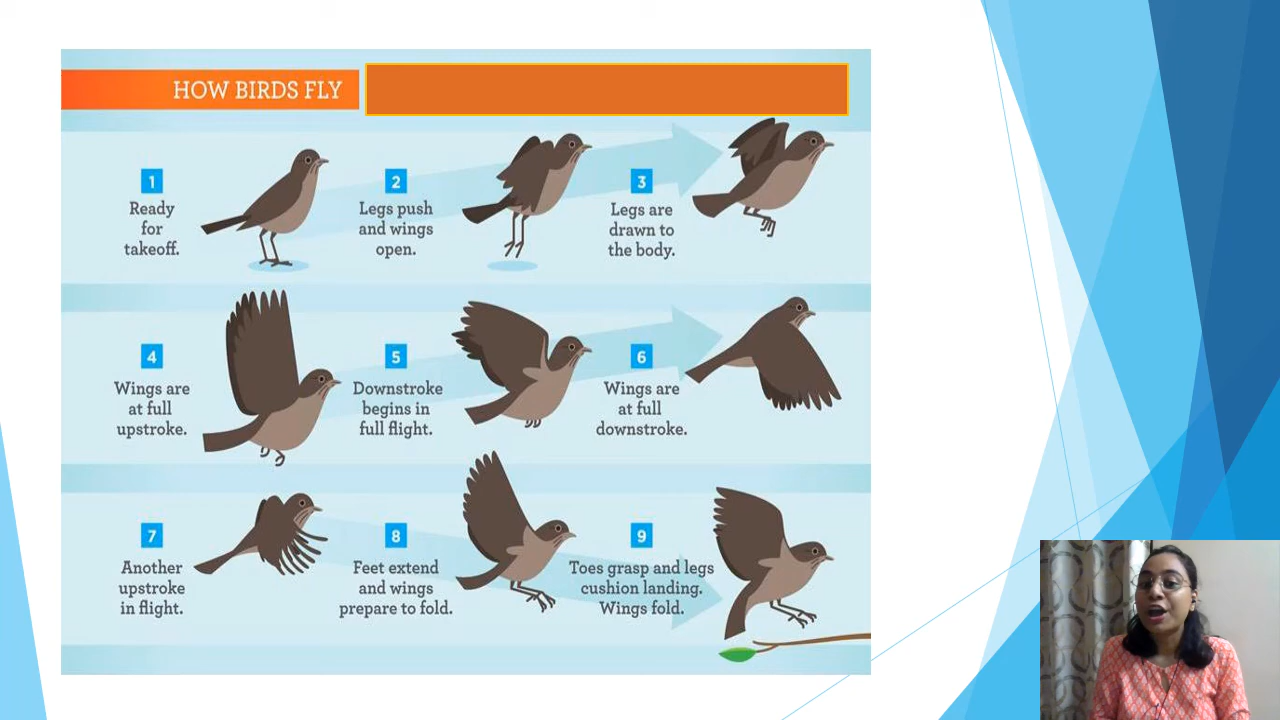 HOW BIRDS FLY
1
Ready
for
takeoff.
2
Legs push
and wings
open.
3
Legs are
drawn to
the body.
4
Wings are
at full
upstroke.
5
Downstroke
begins in
full flight.
6
Wings are
at full
downstroke.
7
Another
upstroke
in flight.
8
Feet extend
and wings
prepare to fold.
9
Toes grasp and legs
cushion landing.
Wings fold.